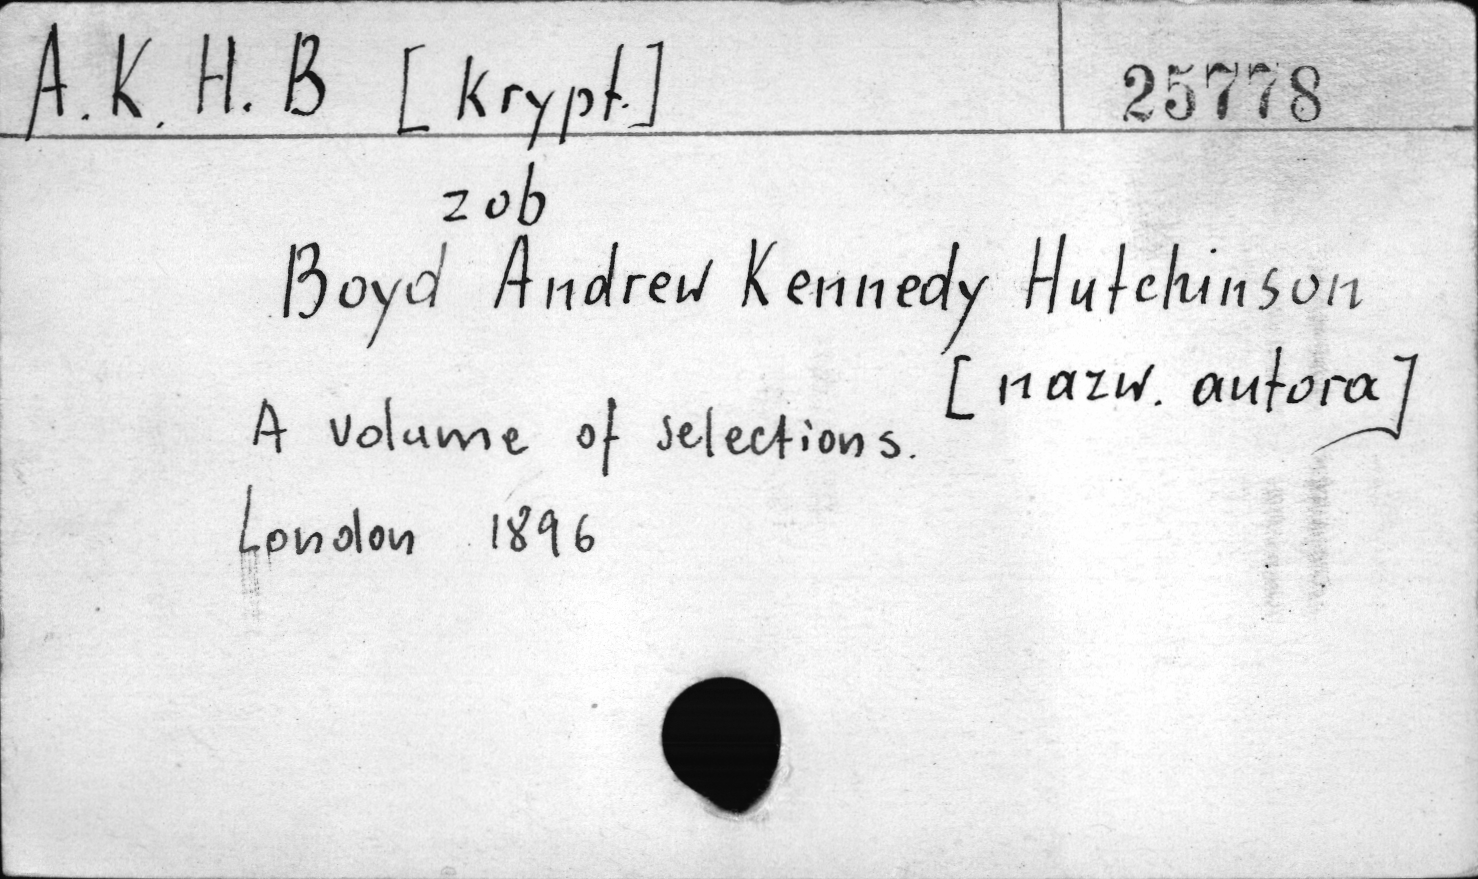 A. K. H. B [Krypt.]
25778
zob
Boyd Andrew Kennedy Hutchinson
[nazw. autora]
A volume of selections.
London 1896